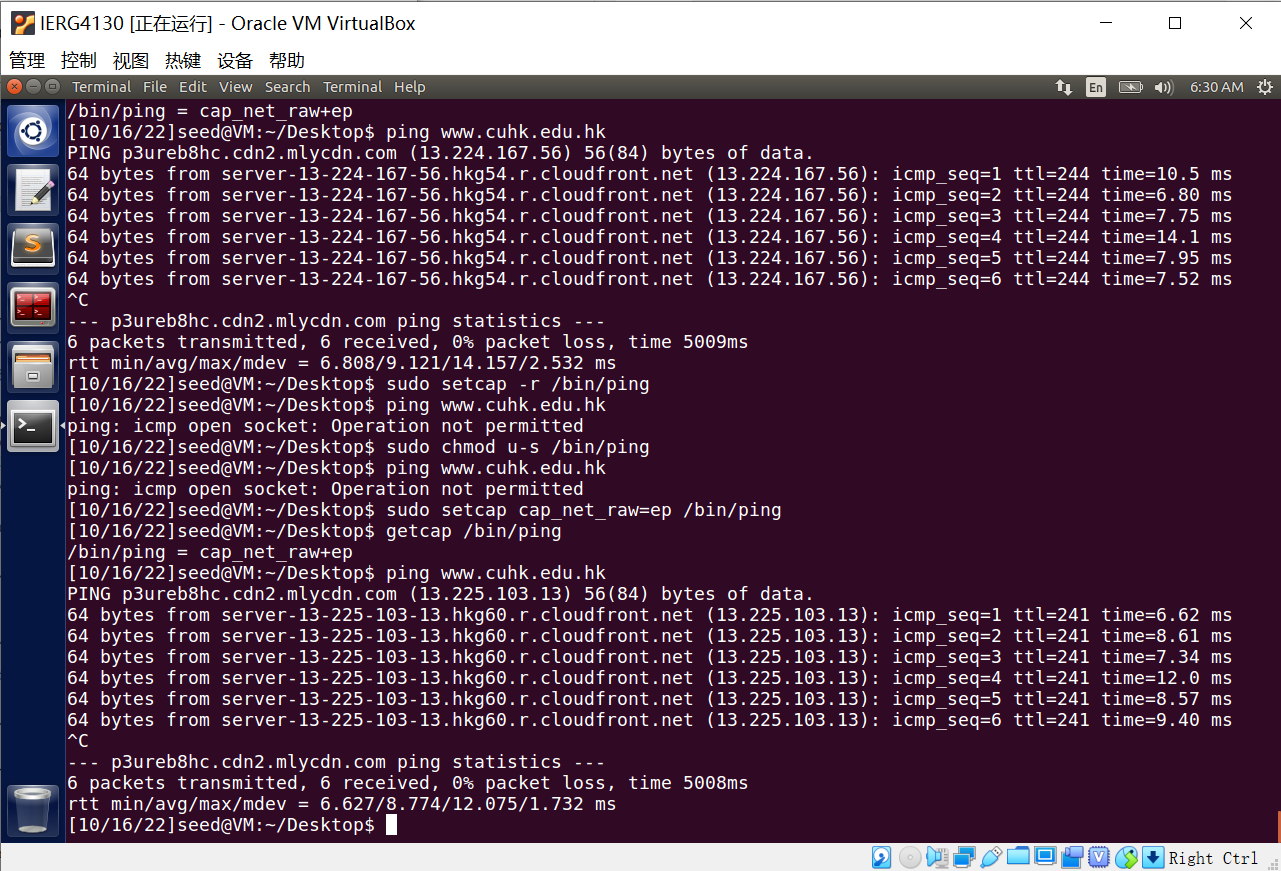 IERG4130 [正在运行] - Oracle VM VirtualBox
管理 控制 视图 热键 设备 帮助
Terminal File Edit View Search Terminal Help En 6:30 AM
/bin/ping = cap_net_raw+ep
[10/16/22]seed@VM:~/Desktop$ ping www.cuhk.edu.hk
PING p3ureb8hc.cdn2.mlycdn.com (13.224.167.56) 56(84) bytes of data.
64 bytes from server-13-224-167-56.hkg54.r.cloudfront.net (13.224.167.56): icmp_seq=1 ttl=244 time=10.5 ms
64 bytes from server-13-224-167-56.hkg54.r.cloudfront.net (13.224.167.56): icmp_seq=2 ttl=244 time=6.80 ms
64 bytes from server-13-224-167-56.hkg54.r.cloudfront.net (13.224.167.56): icmp_seq=3 ttl=244 time=7.75 ms
64 bytes from server-13-224-167-56.hkg54.r.cloudfront.net (13.224.167.56): icmp_seq=4 ttl=244 time=14.1 ms
64 bytes from server-13-224-167-56.hkg54.r.cloudfront.net (13.224.167.56): icmp_seq=5 ttl=244 time=7.95 ms
64 bytes from server-13-224-167-56.hkg54.r.cloudfront.net (13.224.167.56): icmp_seq=6 ttl=244 time=7.52 ms
^C
--- p3ureb8hc.cdn2.mlycdn.com ping statistics ---
6 packets transmitted, 6 received, 0% packet loss, time 5009ms
rtt min/avg/max/mdev = 6.808/9.121/14.157/2.532 ms
[10/16/22]seed@VM:~/Desktop$ sudo setcap -r /bin/ping
[10/16/22]seed@VM:~/Desktop$ ping www.cuhk.edu.hk
ping: icmp open socket: Operation not permitted
[10/16/22]seed@VM:~/Desktop$ sudo chmod u-s /bin/ping
[10/16/22]seed@VM:~/Desktop$ ping www.cuhk.edu.hk
ping: icmp open socket: Operation not permitted
[10/16/22]seed@VM:~/Desktop$ sudo setcap cap_net_raw=ep /bin/ping
[10/16/22]seed@VM:~/Desktop$ getcap /bin/ping
/bin/ping = cap_net_raw+ep
[10/16/22]seed@VM:~/Desktop$ ping www.cuhk.edu.hk
PING p3ureb8hc.cdn2.mlycdn.com (13.225.103.13) 56(84) bytes of data.
64 bytes from server-13-225-103-13.hkg60.r.cloudfront.net (13.225.103.13): icmp_seq=1 ttl=241 time=6.62 ms
64 bytes from server-13-225-103-13.hkg60.r.cloudfront.net (13.225.103.13): icmp_seq=2 ttl=241 time=8.61 ms
64 bytes from server-13-225-103-13.hkg60.r.cloudfront.net (13.225.103.13): icmp_seq=3 ttl=241 time=7.34 ms
64 bytes from server-13-225-103-13.hkg60.r.cloudfront.net (13.225.103.13): icmp_seq=4 ttl=241 time=12.0 ms
64 bytes from server-13-225-103-13.hkg60.r.cloudfront.net (13.225.103.13): icmp_seq=5 ttl=241 time=8.57 ms
64 bytes from server-13-225-103-13.hkg60.r.cloudfront.net (13.225.103.13): icmp_seq=6 ttl=241 time=9.40 ms
^C
--- p3ureb8hc.cdn2.mlycdn.com ping statistics ---
6 packets transmitted, 6 received, 0% packet loss, time 5008ms
rtt min/avg/max/mdev = 6.627/8.774/12.075/1.732 ms
[10/16/22]seed@VM:~/Desktop$
Right Ctrl